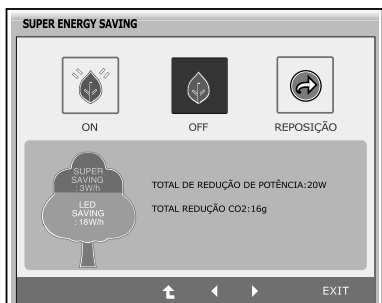 SUPER ENERGY SAVING
ON
OFF
REPOSIÇÃO
SUPER
SAVING
: 3W/h
LED
SAVING
: 18W/h
TOTAL DE REDUÇÃO DE POTÊNCIA:20W
TOTAL REDUÇÃO CO2:16g
EXIT